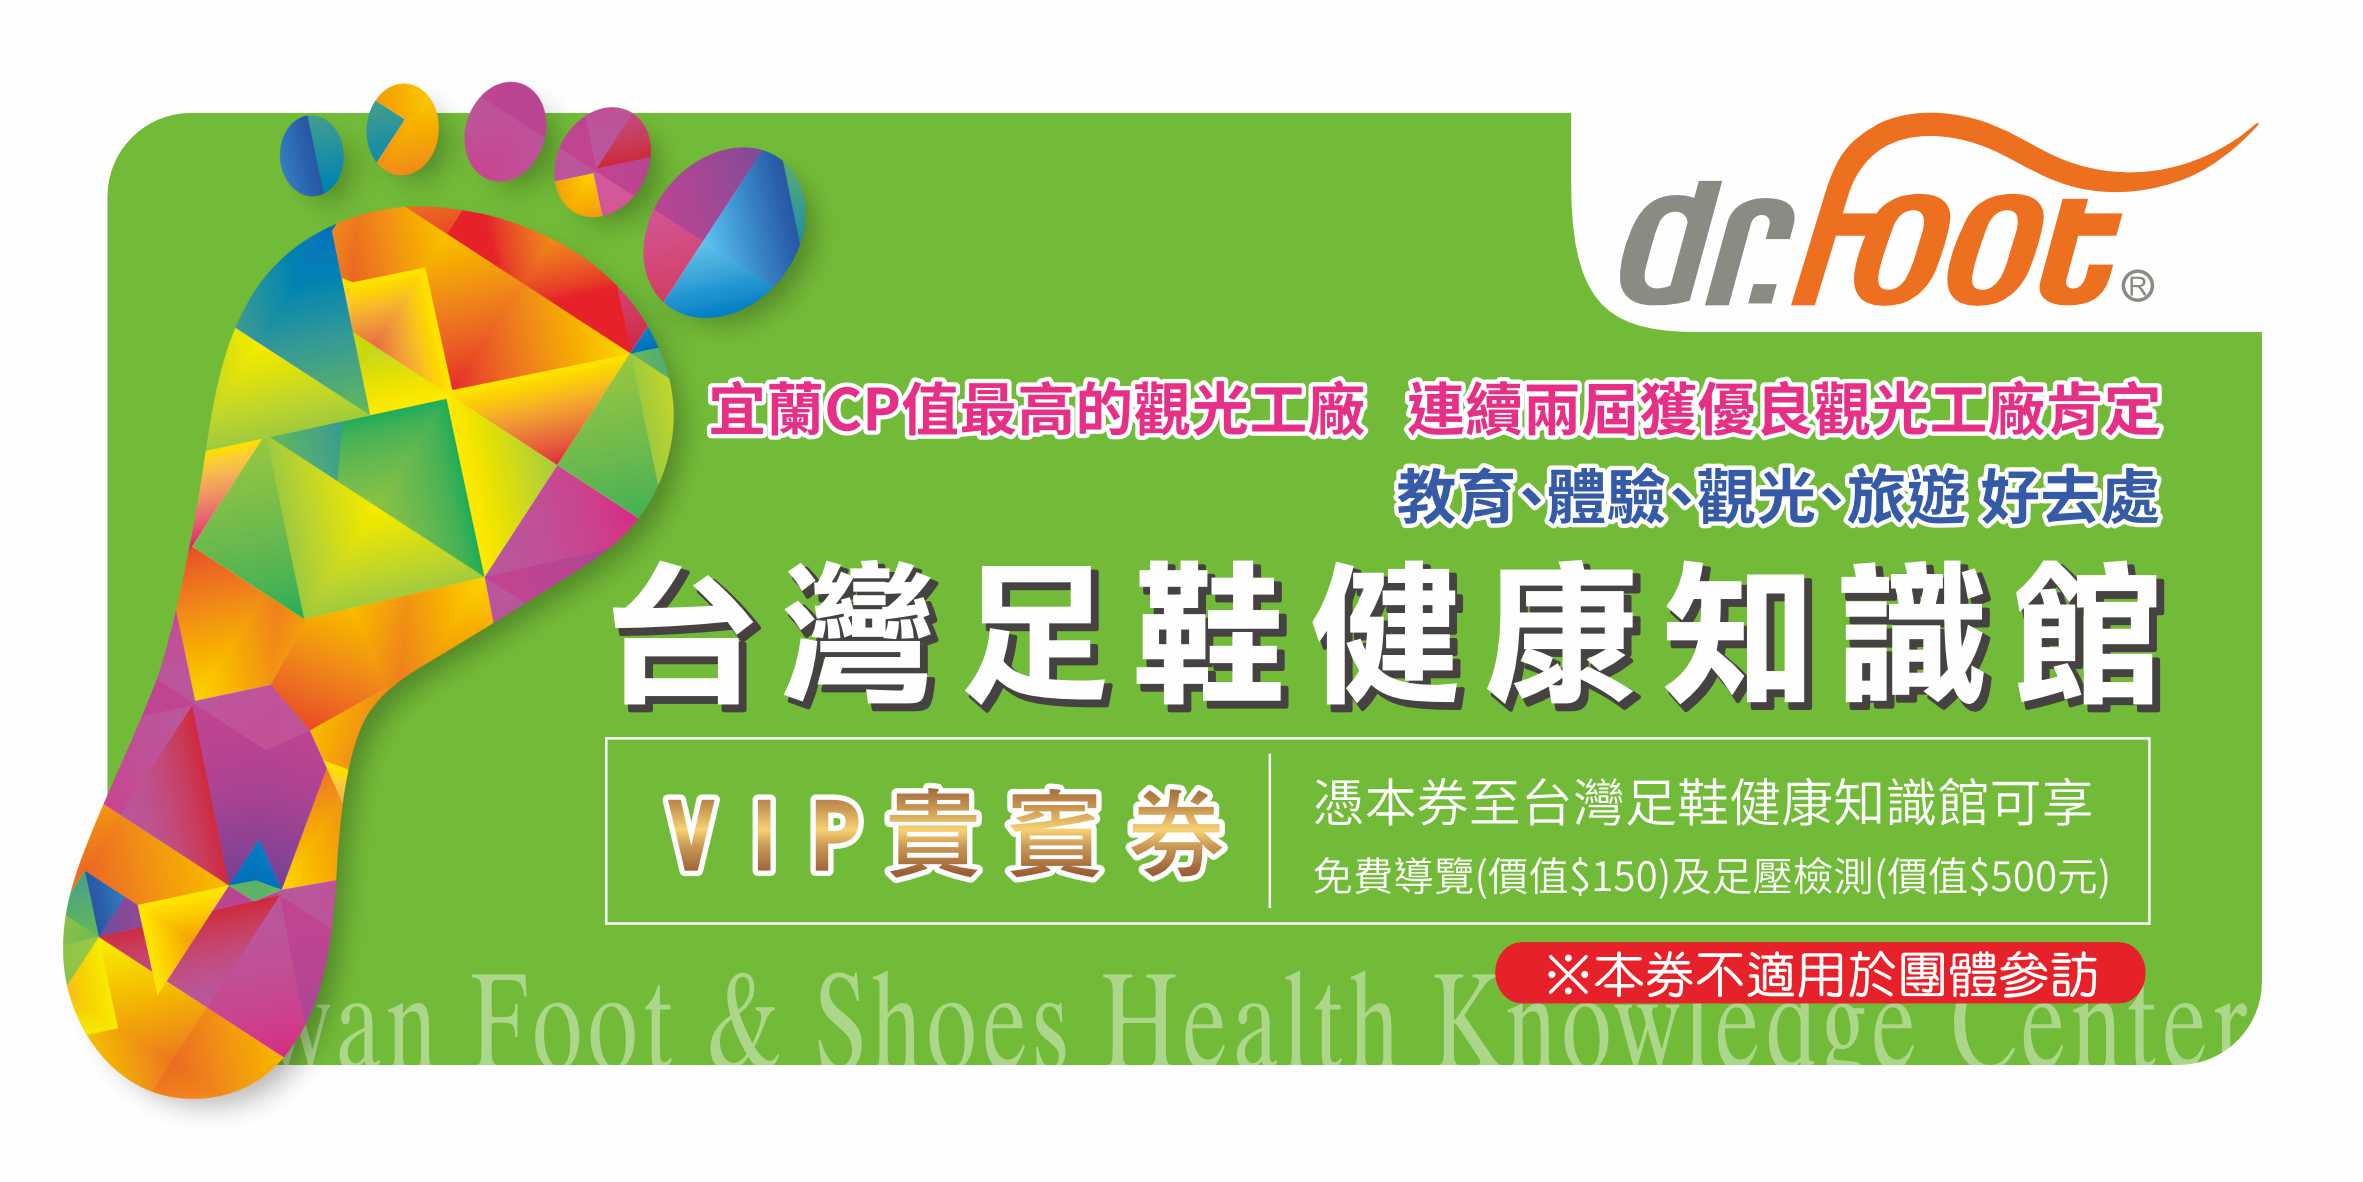 dr.foot®
宜蘭CP值最高的觀光工廠 連續兩屆獲優良觀光工廠肯定
教育、體驗、觀光、旅遊 好去處
台灣足鞋健康知識館
VIP貴賓券
憑本券至台灣足鞋健康知識館可享
免費導覽(價值$150)及足壓檢測(價值$500元)
※本券不適用於團體參訪
wan Foot & Shoes Health Knowledge Center